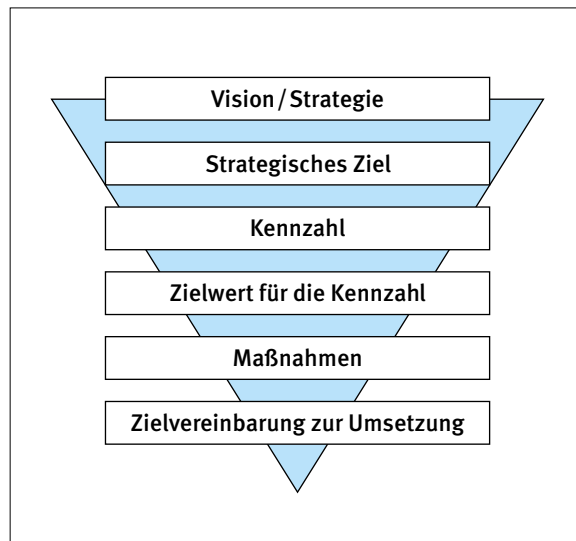 Vision / Strategie
Strategisches Ziel
Kennzahl
Zielwert für die Kennzahl
Maßnahmen
Zielvereinbarung zur Umsetzung